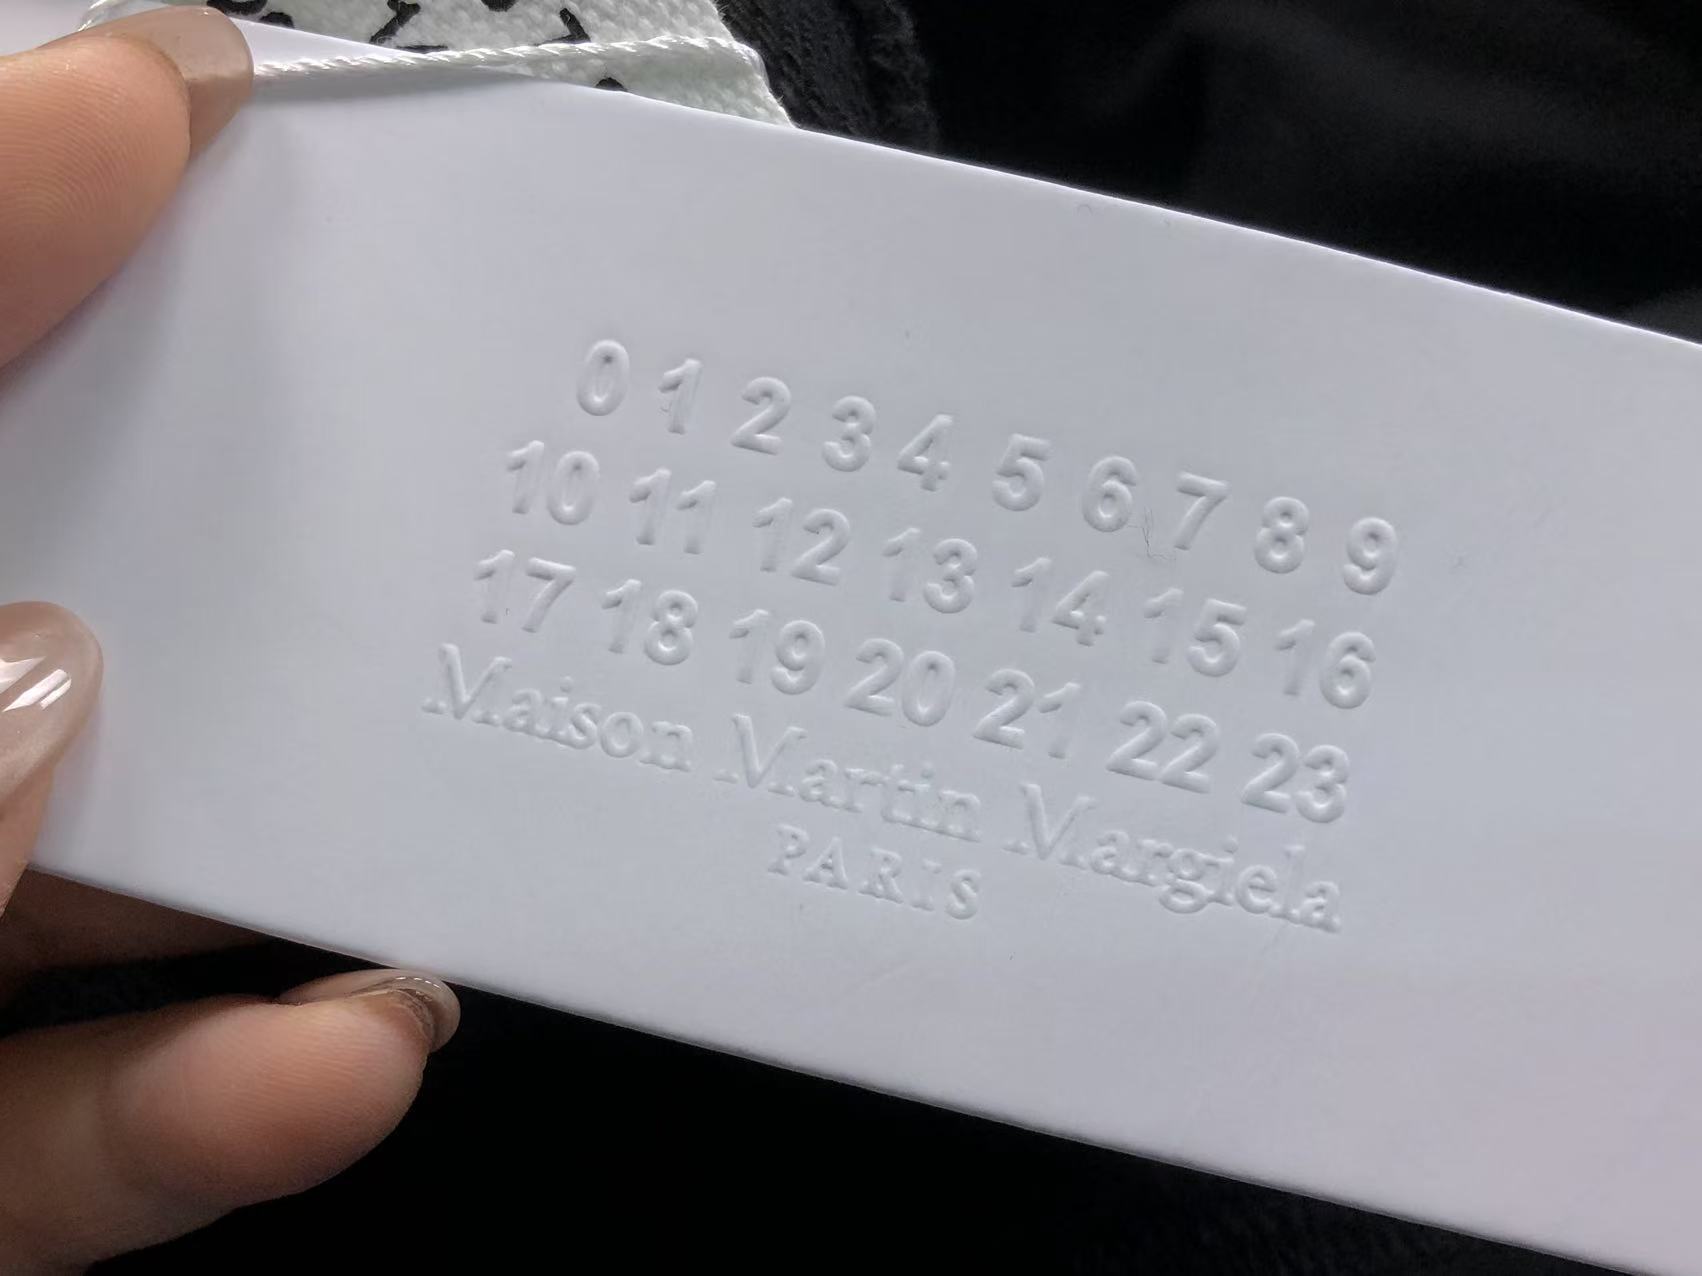 0 1 2 3 4 5 6 7 8 9
10 11 12 13 14 15 16
17 18 19 20 21 22 23
Maison Martin Margiela
PARIS